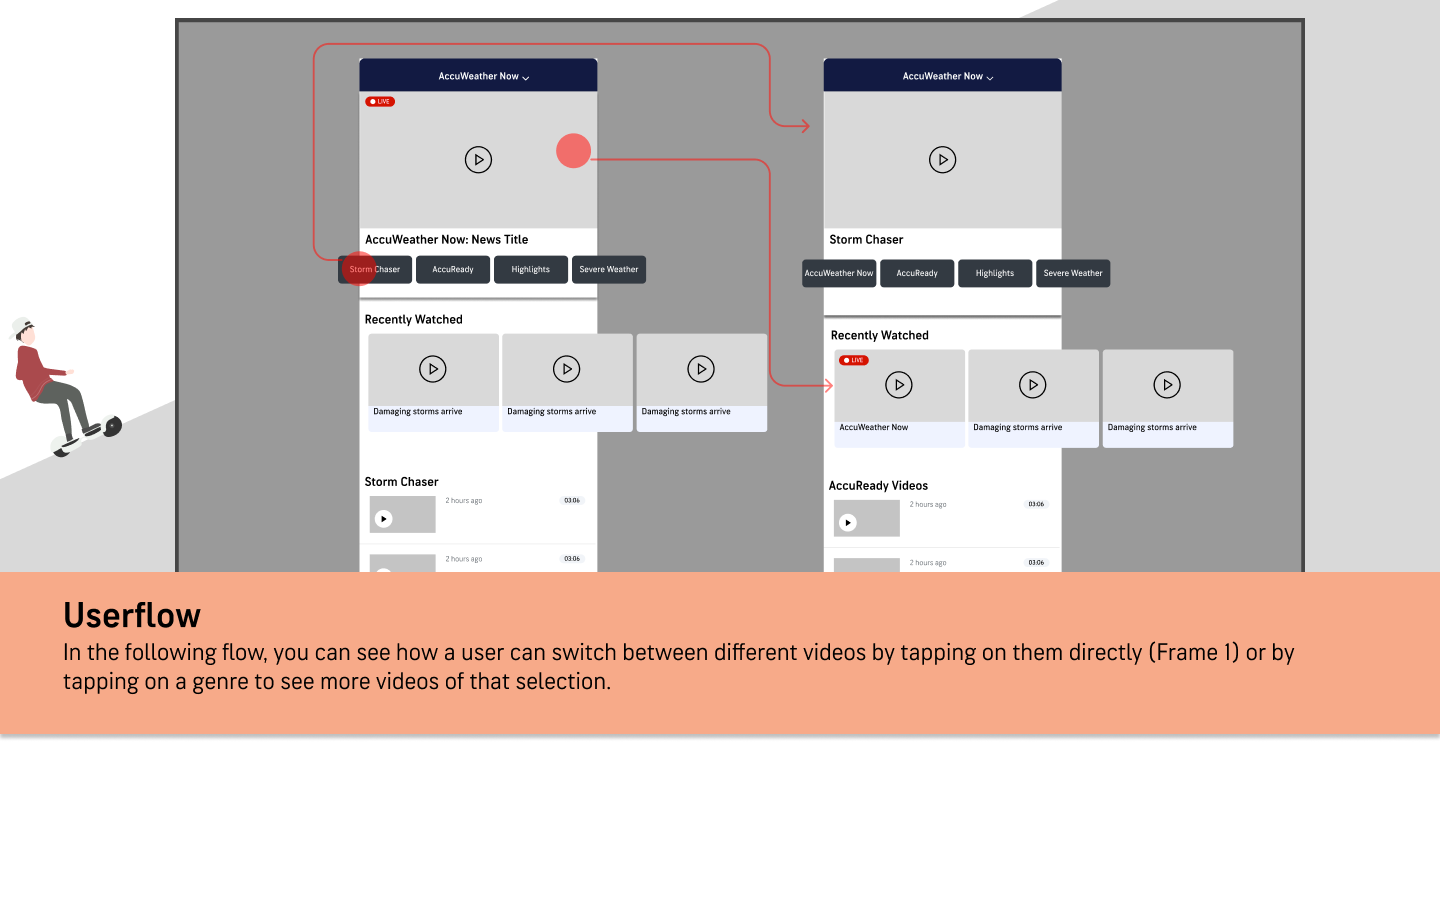 AccuWeather Now
LIVE
AccuWeather Now: News Title
Storm Chaser
AccuReady
Highlights
Severe Weather
Recently Watched
Damaging storms arrive
Damaging storms arrive
Damaging storms arrive
Storm Chaser
2 hours ago
03:06
2 hours ago
03:06
AccuWeather Now
Storm Chaser
AccuWeather Now
AccuReady
Highlights
Severe Weather
Recently Watched
LIVE
AccuWeather Now
Damaging storms arrive
Damaging storms arrive
AccuReady Videos
2 hours ago
03:06
2 hours ago
03:06
Userflow
In the following flow, you can see how a user can switch between different videos by tapping on them directly (Frame 1) or by
tapping on a genre to see more videos of that selection.